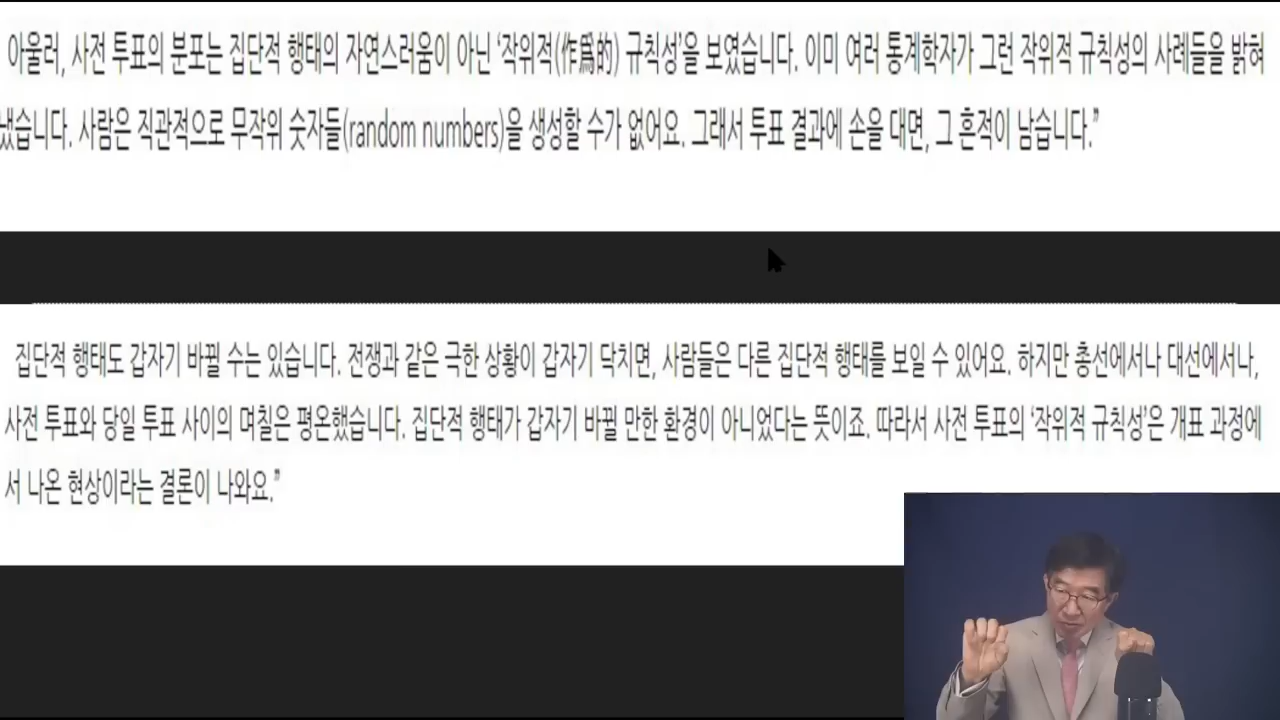 아울러, 사전 투표의 분포는 집단적 행태의 자연스러움이 아닌 ‘작위적(作爲的) 규칙성’을 보였습니다. 이미 여러 통계학자가 그런 작위적 규칙성의 사례들을 밝혀
냈습니다. 사람은 직관적으로 무작위 숫자들(random numbers)을 생성할 수가 없어요. 그래서 투표 결과에 손을 대면, 그 흔적이 남습니다.”
집단적 행태도 갑자기 바뀔 수는 있습니다. 전쟁과 같은 극한 상황이 갑자기 닥치면, 사람들은 다른 집단적 행태를 보일 수 있어요. 하지만 총선에서나 대선에서나,
사전 투표와 당일 투표 사이의 며칠은 평온했습니다. 집단적 행태가 갑자기 바뀔 만한 환경이 아니었다는 뜻이죠. 따라서 사전 투표의 ‘작위적 규칙성’은 개표 과정에
서 나온 현상이라는 결론이 나와요.”